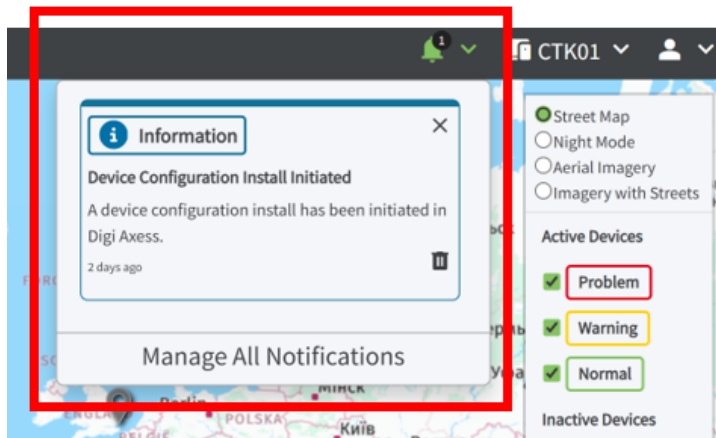 1
CTK01
Information
Device Configuration Install Initiated
A device configuration install has been initiated in
Digi Axess.
2 days ago
Manage All Notifications
Street Map
Night Mode
Aerial Imagery
Imagery with Streets
Active Devices
Problem
Warning
Normal
Inactive Devices
МІНСК
Berlin
POLSKA
Київ